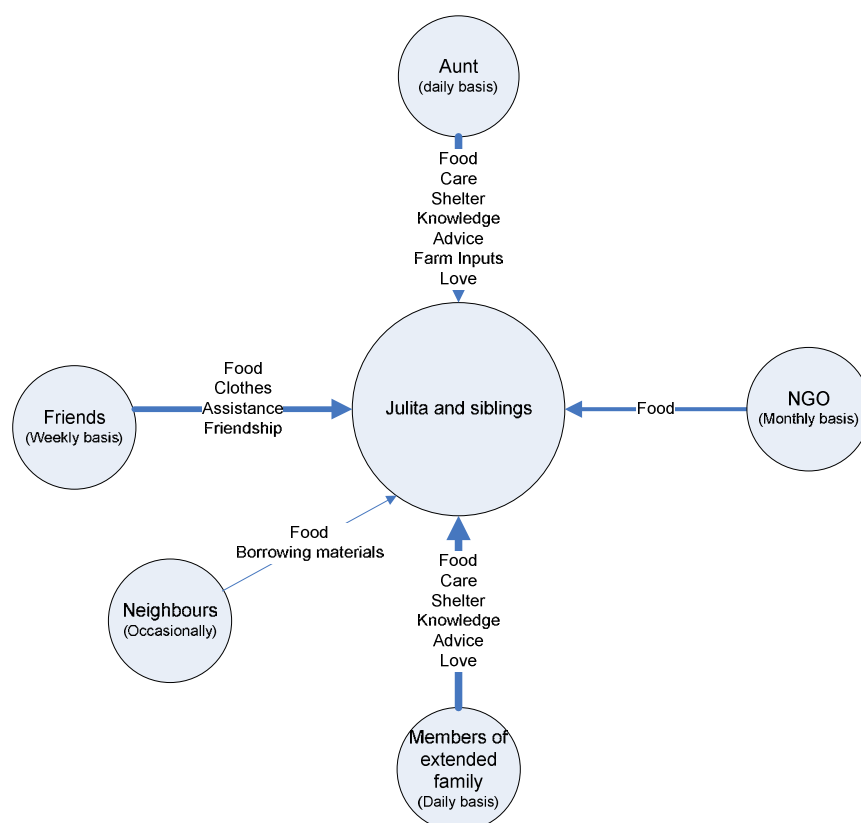 Aunt
(daily basis)
Food
Care
Shelter
Knowledge
Advice
Farm Inputs
Love
Food
Clothes
Assistance
Friendship
Friends
(Weekly basis)
Julita and siblings
Food
NGO
(Monthly basis)
Food
Borrowing materials
Neighbours
(Occasionally)
Food
Care
Shelter
Knowledge
Advice
Love
Members of
extended
family
(Daily basis)